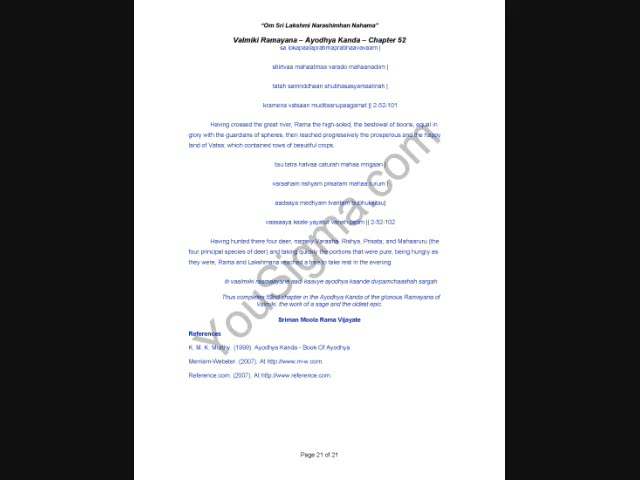 "Om Sri Lakshmi Narashimhan Nahama"
Valmiki Ramayana – Ayodhya Kanda – Chapter 52
sa lokapaalapratimaprabhaavavaam |
stiirtvaa mahaatmaa varado mahaanadiim |
tatah samriddhaan shubhasasyamaalinah |
kramena vatsaan muditaanupaagamat || 2-52-101
Having crossed the great river, Rama the high-soled, the bestowal of boons, equal in
glory with the guardians of spheres, then reached progressively the prosperous and the happy
land of Vatsa, which contained rows of beautiful crops.
tau tatra hatvaa caturah mahaa mrigaan |
varaaham rishyam prisatam mahaa rurum |
aadaaya medhyam tvaritam bubhukshitau|
vaasaaya kaale yayatur vanah patim || 2-52-102
Having hunted there four deer, namely Varaaha, Rishya, Prisata; and Mahaaruru (the
four principal species of deer) and taking quickly the portions that were pure, being hungry as
they were, Rama and Lakshmana reached a tree to take rest in the evening.
iti vaalmiiki raamaayane aadi kaavye ayodhya kaande dvipamchaashah sargah
Thus completes 52nd chapter in the Ayodhya Kanda of the glorious Ramayana of
Valmiki, the work of a sage and the oldest epic.
Sriman Moola Rama Vijayate
References
K. M. K. Murthy. (1999). Ayodhya Kanda - Book Of Ayodhya
Merriam-Webster. (2007). At http://www.m-w.com.
Reference.com. (2007). At http://www.reference.com.
YouSigma.com
Page 21 of 21